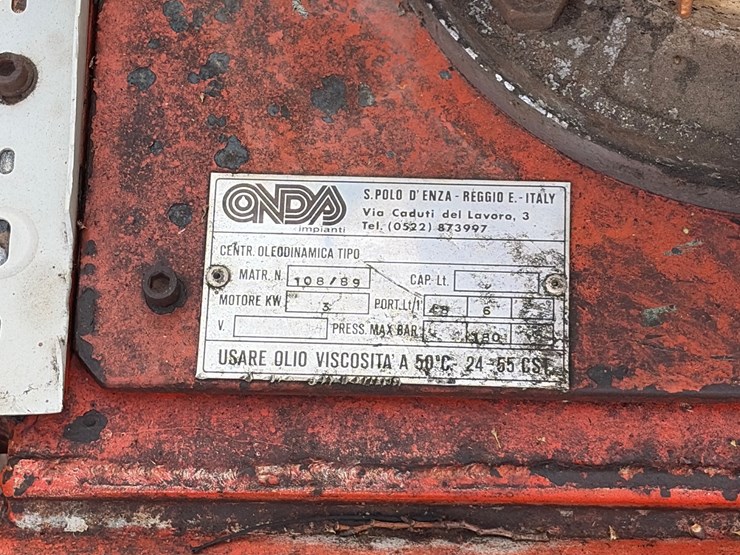 ONDA
impianti
S.POLO D'ENZA - REGGIO E. - ITALY
Via Caduti del Lavoro, 3
Tel. (0522) 873997
CENTR. OLEODINAMICA TIPO
MATR. N. 108/89 CAP. Lt.
MOTORE KW 3 PORT. Lt/1 6
V. PRESS. MAX BAR 180
USARE OLIO VISCOSITA' A 50°C 24-55 CST.